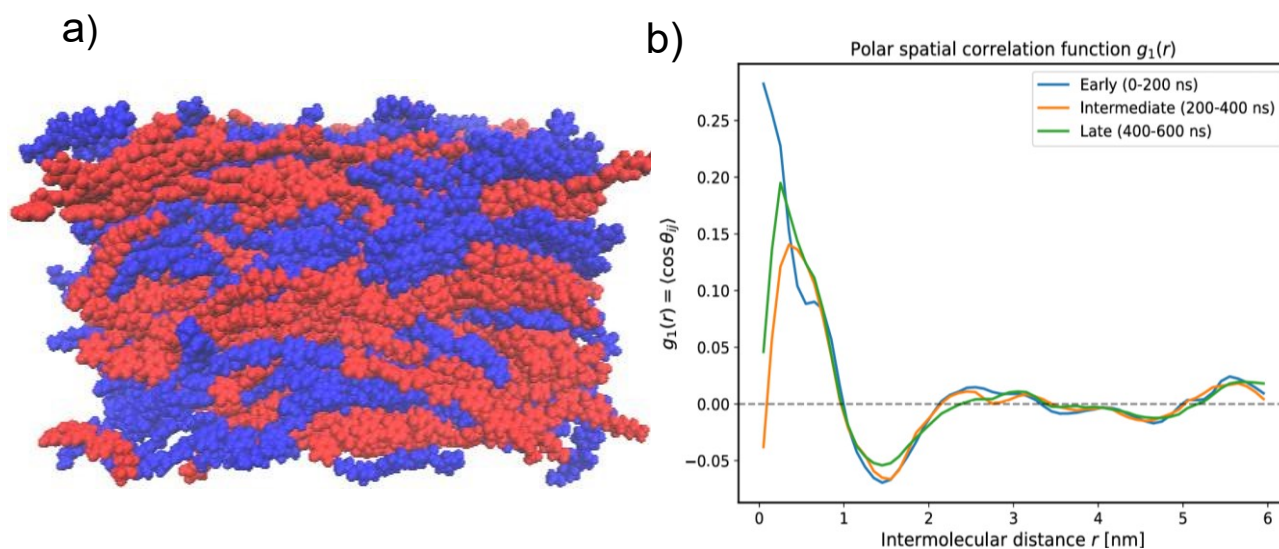 a)
b)
Polar spatial correlation function g₁(r)
Early (0-200 ns)
Intermediate (200-400 ns)
Late (400-600 ns)
g₁(r) = ⟨cos θᵢⱼ⟩
0.25
0.20
0.15
0.10
0.05
0.00
−0.05
0 1 2 3 4 5 6
Intermolecular distance r [nm]